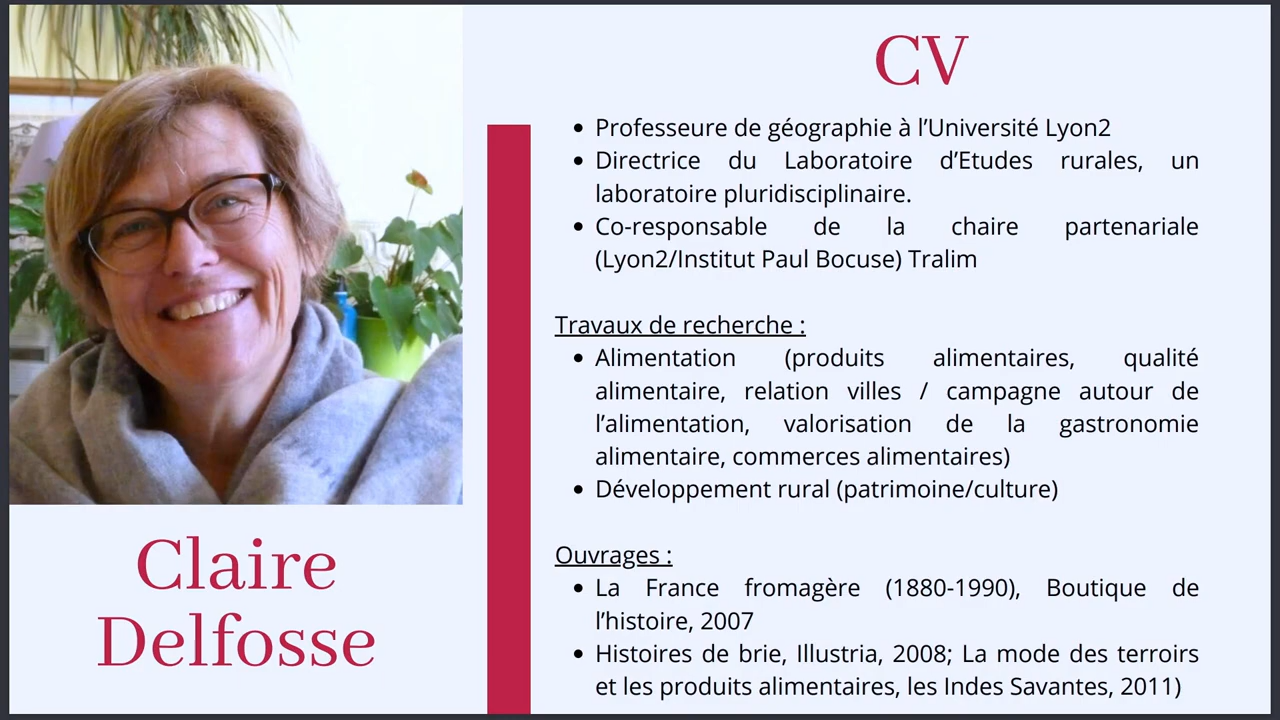 CV
• Professeure de géographie à l'Université Lyon2
• Directrice du Laboratoire d'Etudes rurales, un
laboratoire pluridisciplinaire.
• Co-responsable de la chaire partenariale
(Lyon2/Institut Paul Bocuse) Tralim
Travaux de recherche :
• Alimentation (produits alimentaires, qualité
alimentaire, relation villes / campagne autour de
l'alimentation, valorisation de la gastronomie
alimentaire, commerces alimentaires)
• Développement rural (patrimoine/culture)
Ouvrages :
• La France fromagère (1880-1990), Boutique de
l'histoire, 2007
• Histoires de brie, Illustria, 2008; La mode des terroirs
et les produits alimentaires, les Indes Savantes, 2011)
Claire
Delfosse